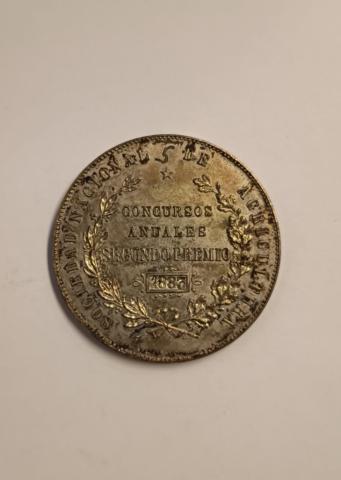 SOCIEDAD NACIONAL DE AGRICULTURA
CONCURSOS
ANUALES
SEGUNDO PREMIO
1883